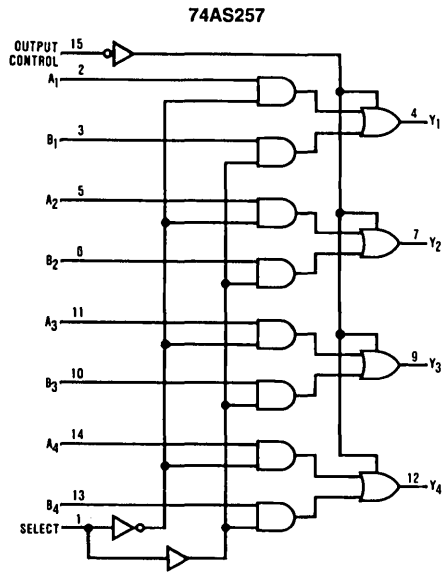 74AS257
OUTPUT CONTROL 15
A1 2
4 Y1
B1 3
A2 5
7 Y2
B2 6
A3 11
9 Y3
B3 10
A4 14
12 Y4
B4 13
SELECT 1